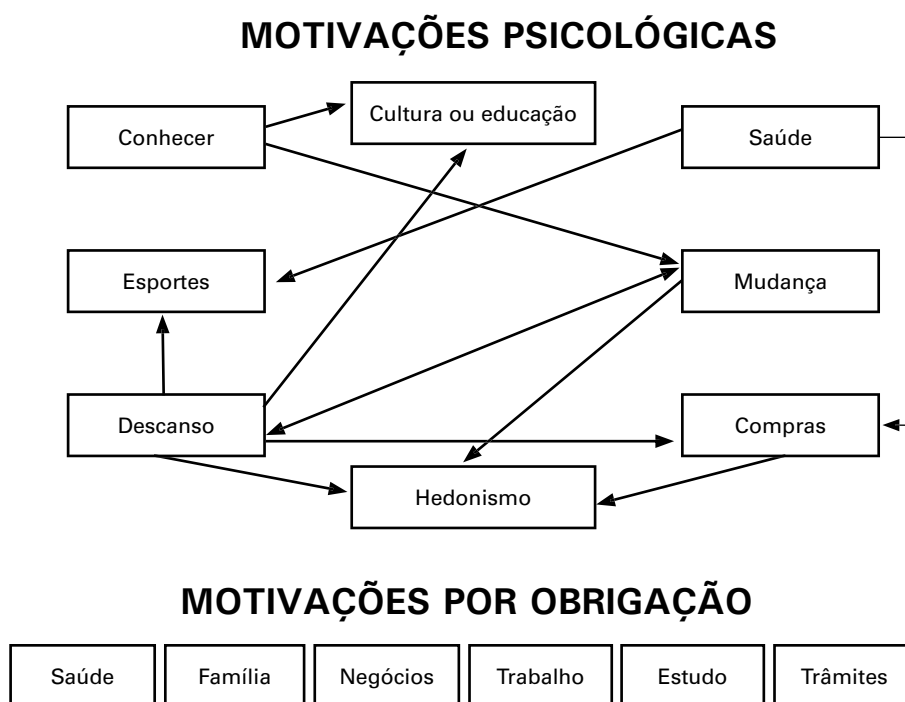 MOTIVAÇÕES PSICOLÓGICAS
Cultura ou educação
Conhecer
Saúde
Esportes
Mudança
Descanso
Compras
Hedonismo
MOTIVAÇÕES POR OBRIGAÇÃO
Saúde
Família
Negócios
Trabalho
Estudo
Trâmites